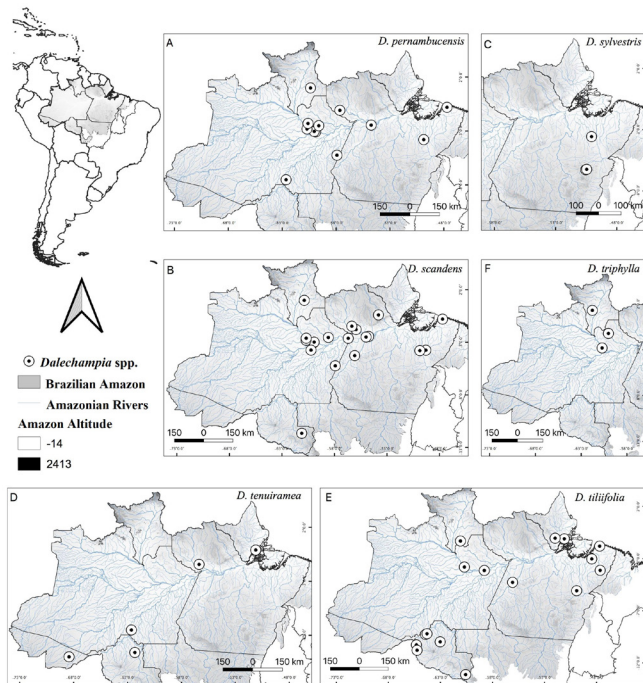 A
D. pernambucensis
150 0 150 km
C
D. sylvestris
100 0 100 km
B
D. scandens
150 0 150 km
F
D. triphylla
150 0 150 km
Dalechampia spp.
Brazilian Amazon
Amazonian Rivers
Amazon Altitude
-14
2413
D
D. tenuiramea
150 0 150 km
E
D. tiliifolia
150 0 150 km